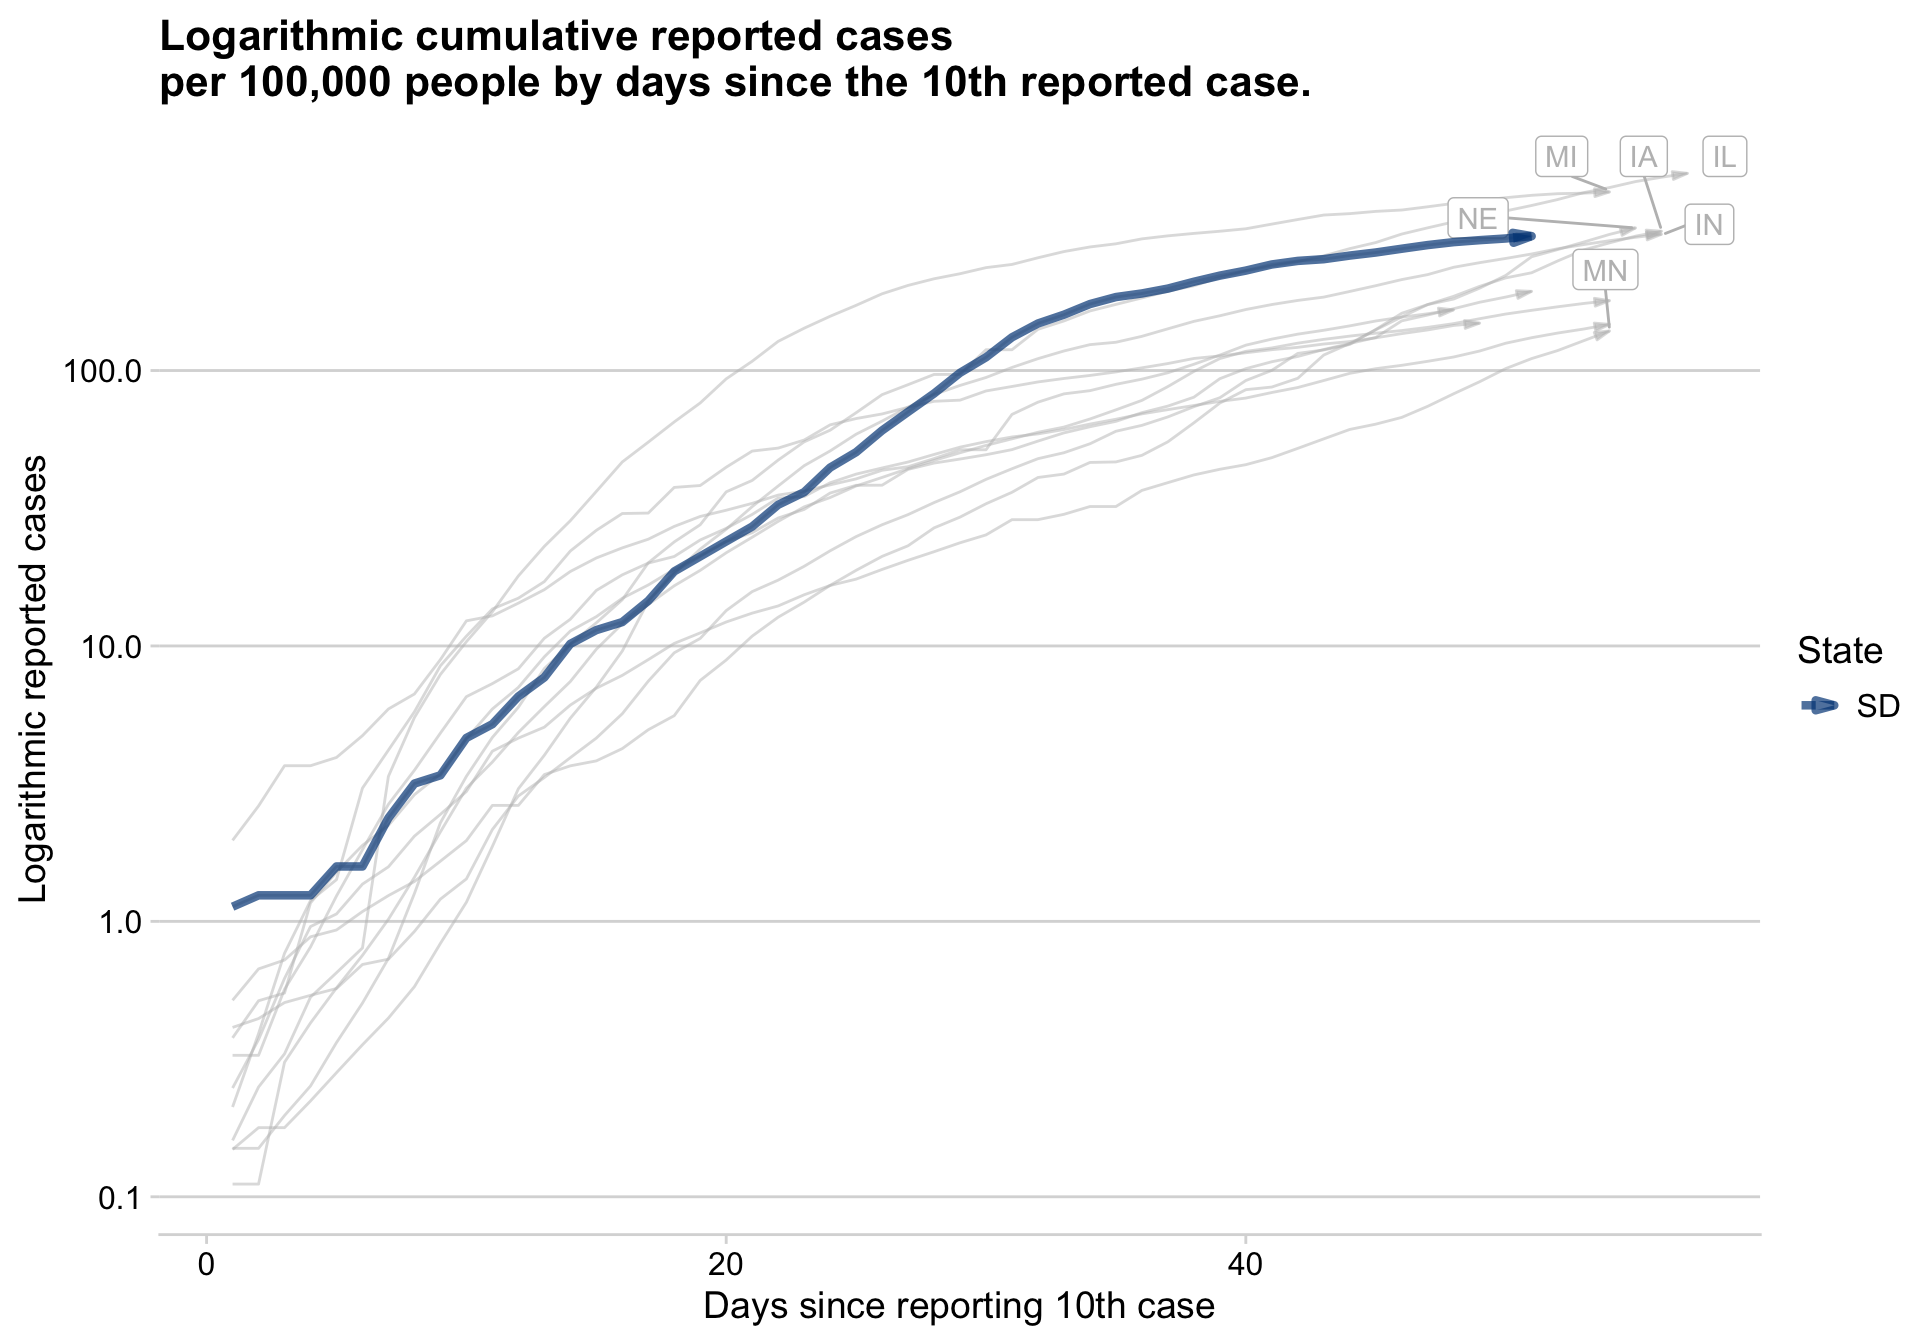 Logarithmic cumulative reported cases
per 100,000 people by days since the 10th reported case.
MI
IA
IL
NE
IN
MN
Logarithmic reported cases
100.0
10.0
1.0
0.1
State
SD
0
20
40
Days since reporting 10th case